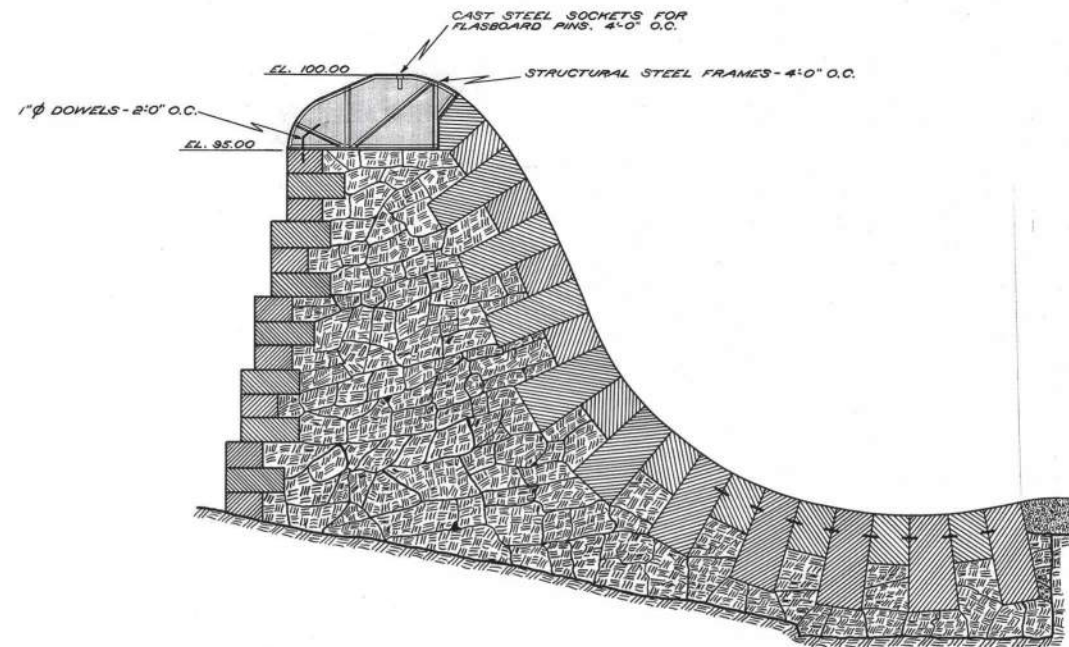 CAST STEEL SOCKETS FOR
FLASBOARD PINS. 4'-0" O.C.
EL. 100.00
STRUCTURAL STEEL FRAMES - 4'-0" O.C.
1"Ø DOWELS - 2'-0" O.C.
EL. 95.00